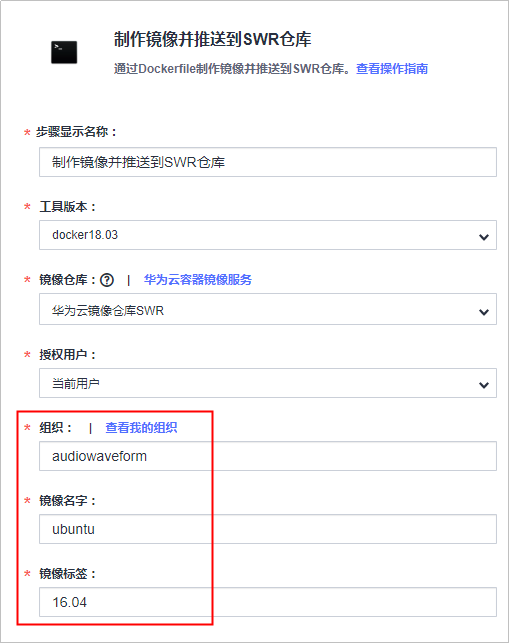 制作镜像并推送到SWR仓库
通过Dockerfile制作镜像并推送到SWR仓库。查看操作指南
* 步骤显示名称：
制作镜像并推送到SWR仓库
* 工具版本：
docker18.03
* 镜像仓库：? | 华为云容器镜像服务
华为云镜像仓库SWR
* 授权用户：
当前用户
* 组织： | 查看我的组织
audiowaveform
* 镜像名字：
ubuntu
* 镜像标签：
16.04